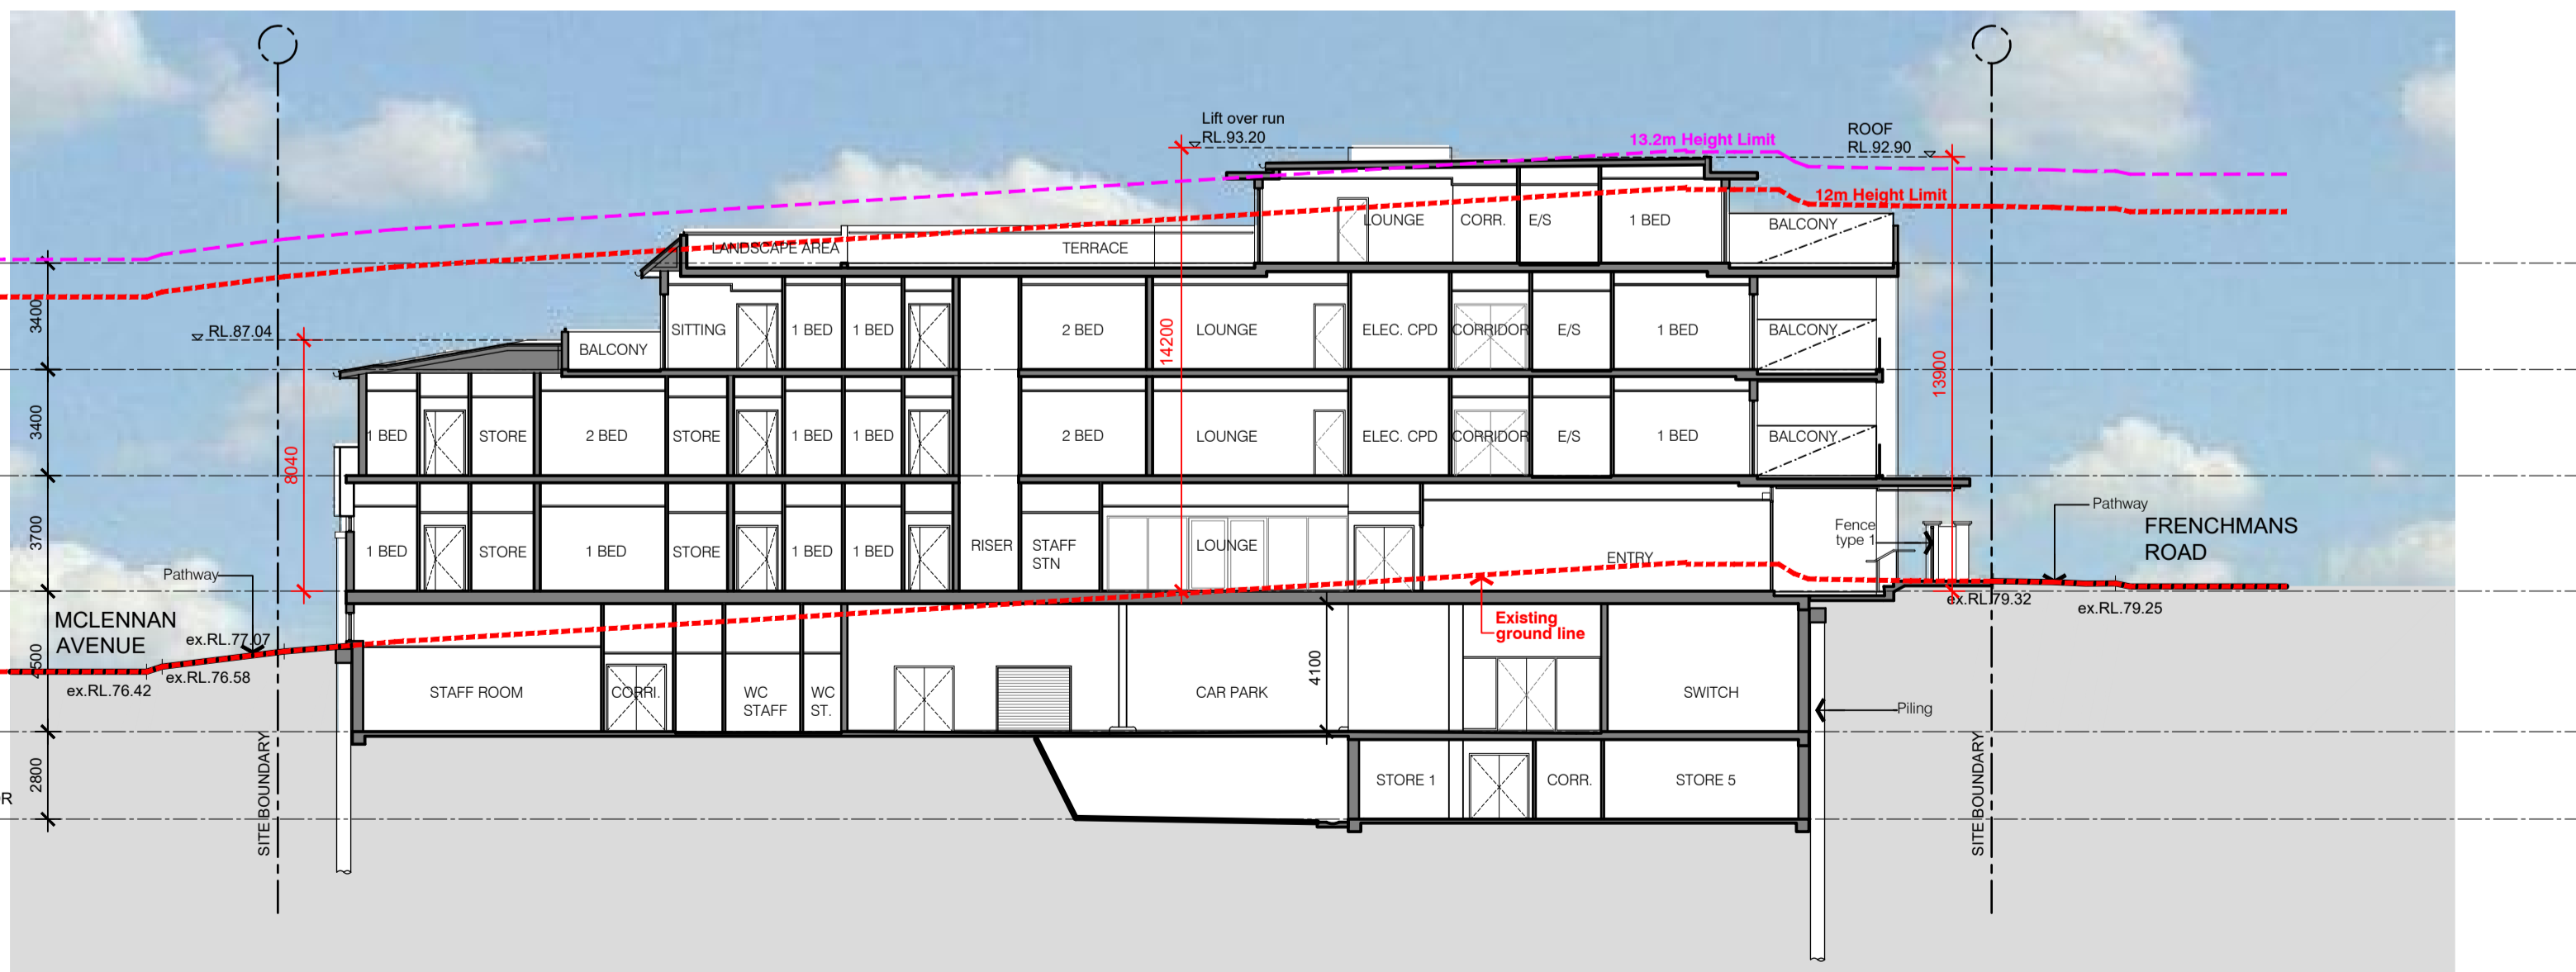 Lift over run
RL.93.20
13.2m Height Limit
ROOF
RL.92.90
12m Height Limit
LOUNGE
CORR.
E/S
1 BED
BALCONY
LANDSCAPE AREA
TERRACE
3400
RL.87.04
BALCONY
SITTING
1 BED
1 BED
2 BED
LOUNGE
ELEC. CPD
CORRIDOR
E/S
1 BED
BALCONY
14200
13900
3400
8040
1 BED
STORE
2 BED
STORE
1 BED
1 BED
2 BED
LOUNGE
ELEC. CPD
CORRIDOR
E/S
1 BED
BALCONY
3700
1 BED
STORE
1 BED
STORE
1 BED
1 BED
RISER
STAFF
STN
LOUNGE
ENTRY
Fence
type 1
Pathway
FRENCHMANS
ROAD
Pathway
MCLENNAN
AVENUE
ex.RL.77.07
ex.RL.76.58
ex.RL.76.42
ex.RL.79.32
ex.RL.79.25
Existing
ground line
4500
STAFF ROOM
CORRI.
WC
STAFF
WC
ST.
CAR PARK
4100
SWITCH
Piling
2800
SITE BOUNDARY
STORE 1
CORR.
STORE 5
SITE BOUNDARY